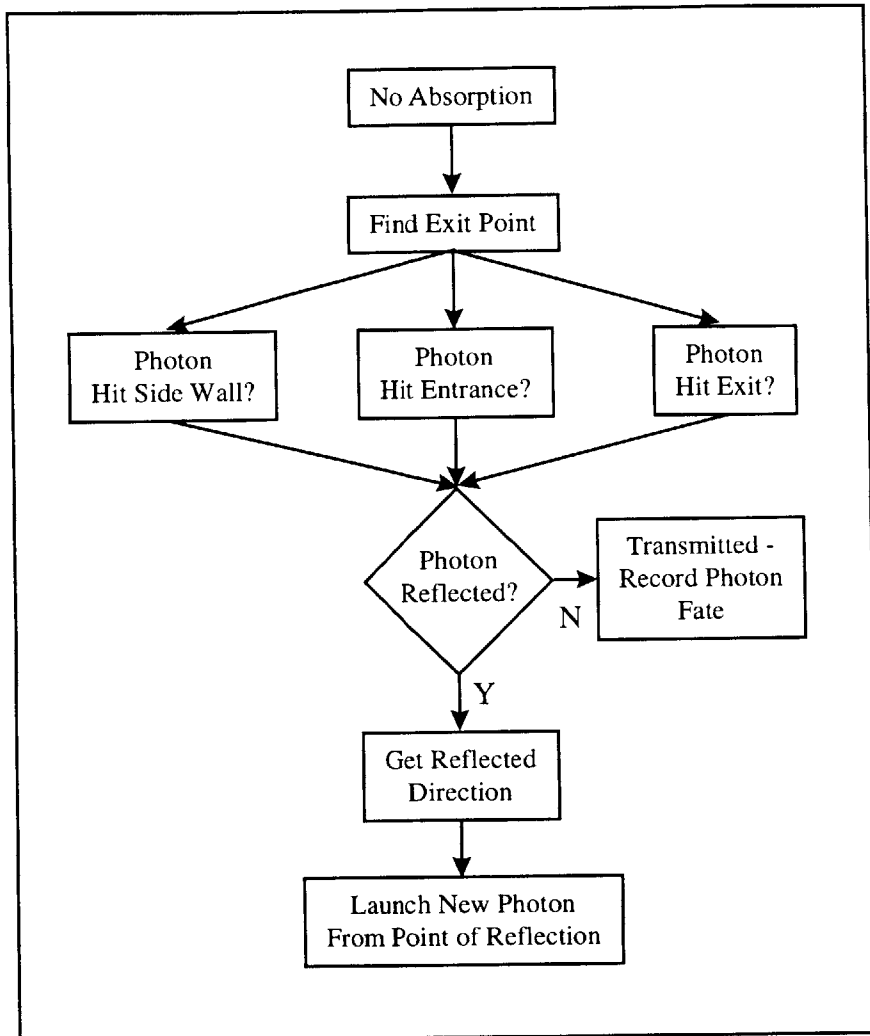 No Absorption
Find Exit Point
Photon
Hit Side Wall?
Photon
Hit Entrance?
Photon
Hit Exit?
Photon
Reflected?
N
Transmitted -
Record Photon
Fate
Y
Get Reflected
Direction
Launch New Photon
From Point of Reflection